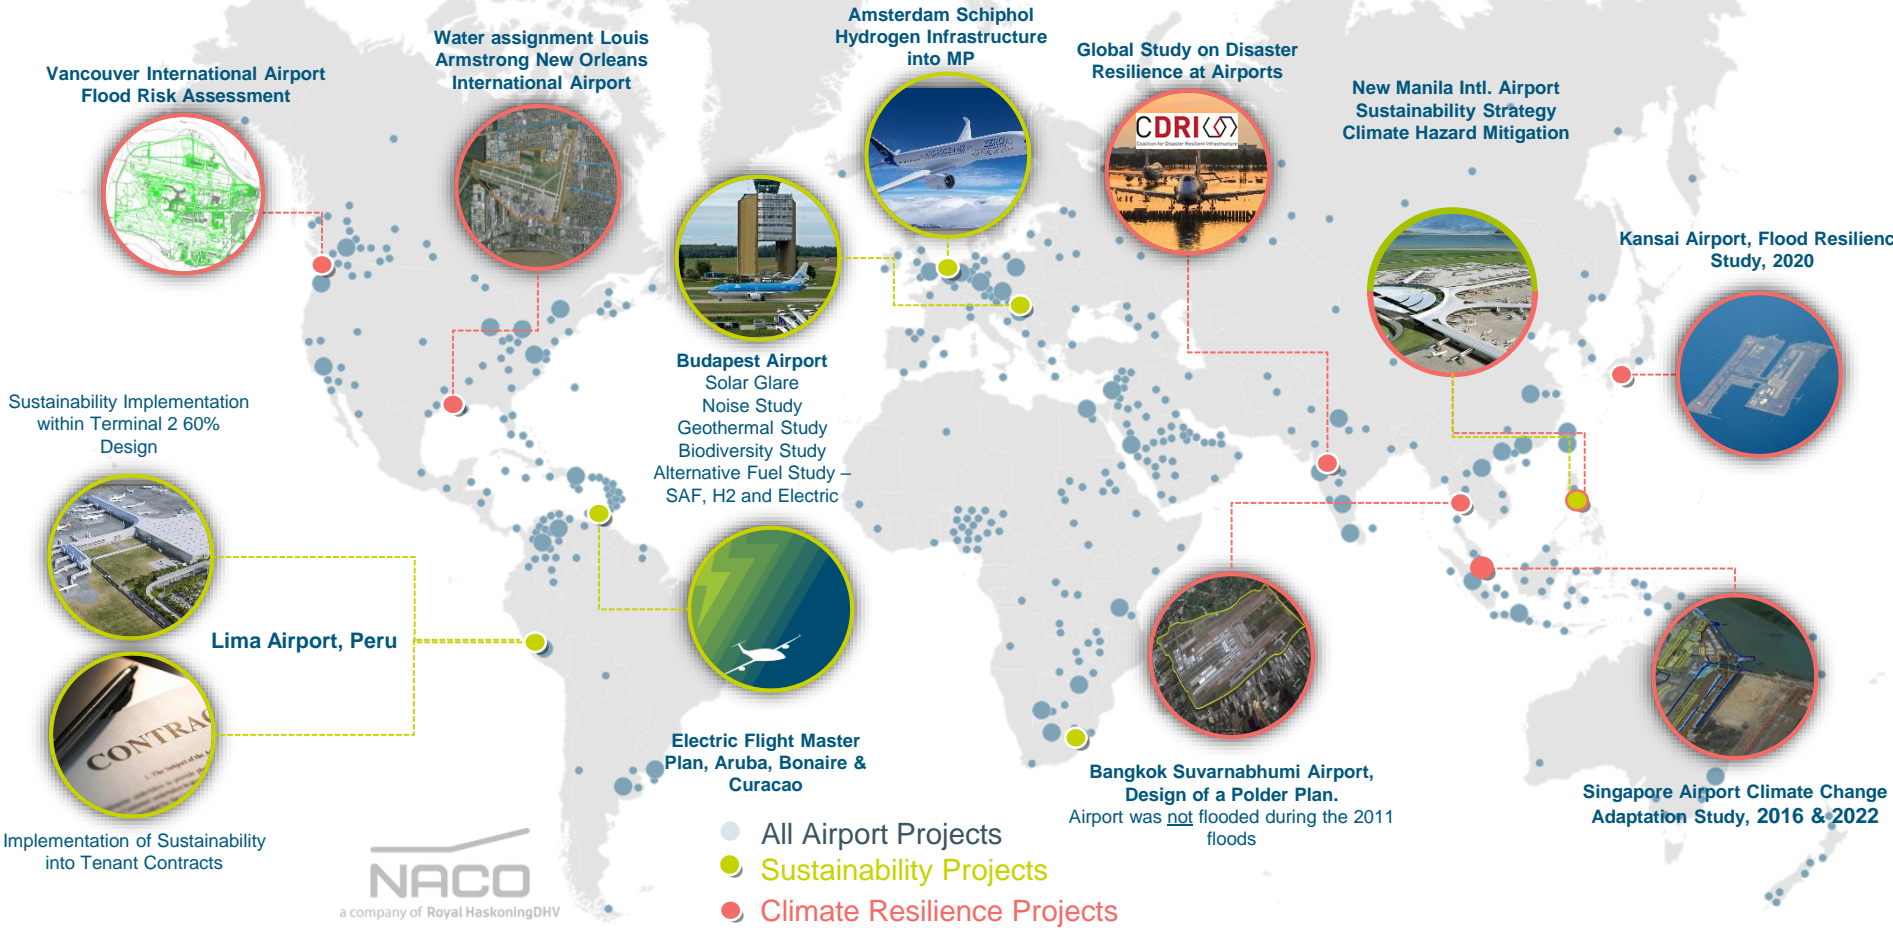 Vancouver International Airport
Flood Risk Assessment
Water assignment Louis
Armstrong New Orleans
International Airport
Amsterdam Schiphol
Hydrogen Infrastructure
into MP
Global Study on Disaster
Resilience at Airports
CDRI
Coalition for Disaster Resilient Infrastructure
New Manila Intl. Airport
Sustainability Strategy
Climate Hazard Mitigation
Kansai Airport, Flood Resilienc
Study, 2020
Budapest Airport
Solar Glare
Noise Study
Geothermal Study
Biodiversity Study
Alternative Fuel Study –
SAF, H2 and Electric
Sustainability Implementation
within Terminal 2 60%
Design
Lima Airport, Peru
CONTRAC
Implementation of Sustainability
into Tenant Contracts
Electric Flight Master
Plan, Aruba, Bonaire &
Curacao
Bangkok Suvarnabhumi Airport,
Design of a Polder Plan.
Airport was not flooded during the 2011
floods
Singapore Airport Climate Change
Adaptation Study, 2016 & 2022
NACO
a company of Royal HaskoningDHV
All Airport Projects
Sustainability Projects
Climate Resilience Projects